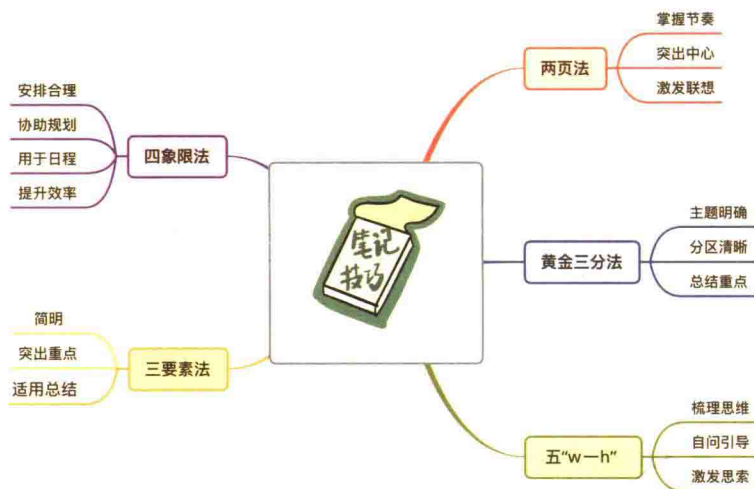 笔记
技巧
两页法
掌握节奏
突出中心
激发联想
黄金三分法
主题明确
分区清晰
总结重点
五“w一h”
梳理思维
自问引导
激发思索
四象限法
安排合理
协助规划
用于日程
提升效率
三要素法
简明
突出重点
适用总结